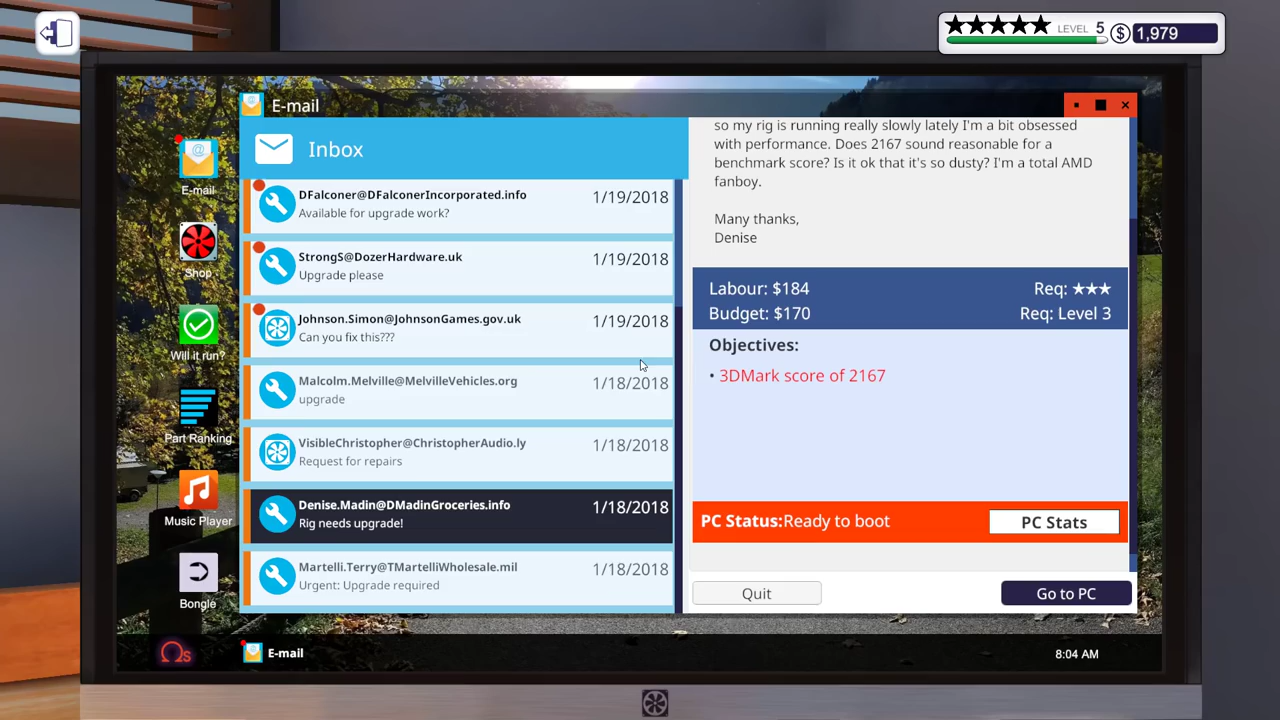 LEVEL 5
$ 1,979
E-mail
Inbox
DFalconer@DFalconerIncorporated.info
1/19/2018
Available for upgrade work?
StrongS@DozerHardware.uk
1/19/2018
Upgrade please
Johnson.Simon@JohnsonGames.gov.uk
1/19/2018
Can you fix this???
Malcolm.Melville@MelvilleVehicles.org
1/18/2018
upgrade
VisibleChristopher@ChristopherAudio.ly
1/18/2018
Request for repairs
Denise.Madin@DMadinGroceries.info
1/18/2018
Rig needs upgrade!
Martelli.Terry@TMartelliWholesale.mil
1/18/2018
Urgent: Upgrade required
so my rig is running really slowly lately I'm a bit obsessed
with performance. Does 2167 sound reasonable for a
benchmark score? Is it ok that it's so dusty? I'm a total AMD
fanboy.
Many thanks,
Denise
Labour: $184
Req: ★★★
Budget: $170
Req: Level 3
Objectives:
• 3DMark score of 2167
PC Status:Ready to boot
PC Stats
Quit
Go to PC
E-mail
Shop
Will it run?
Part Ranking
Music Player
Bongle
Ωs
E-mail
8:04 AM